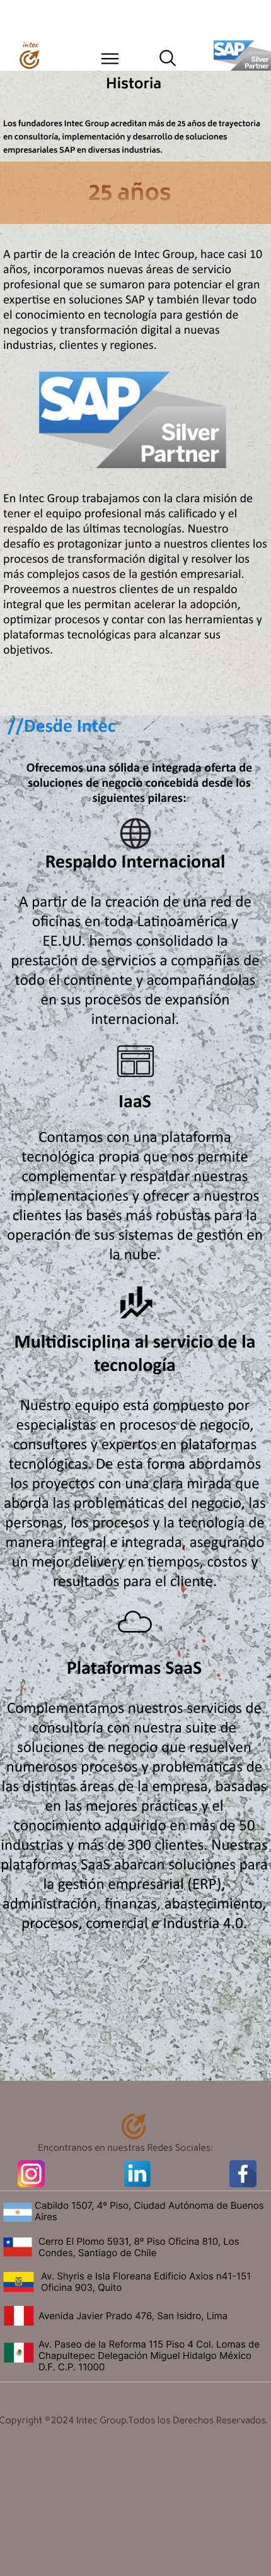 intec
SAP
Silver
Partner
Historia
Los fundadores Intec Group acreditan más de 25 años de trayectoria
en consultoría, implementación y desarrollo de soluciones
empresariales SAP en diversas industrias.
25 años
A partir de la creación de Intec Group, hace casi 10
años, incorporamos nuevas áreas de servicio
profesional que se sumaron para potenciar el gran
expertise en soluciones SAP y también llevar todo
el conocimiento en tecnología para gestión de
negocios y transformación digital a nuevas
industrias, clientes y regiones.
SAP
Silver
Partner
En Intec Group trabajamos con la clara misión de
tener el equipo profesional más calificado y el
respaldo de las últimas tecnologías. Nuestro
desafío es protagonizar junto a nuestros clientes los
procesos de transformación digital y resolver los
más complejos casos de la gestión empresarial.
Proveemos a nuestros clientes de un respaldo
integral que les permitan acelerar la adopción,
optimizar procesos y contar con las herramientas y
plataformas tecnológicas para alcanzar sus
objetivos.
//Desde Intec
Ofrecemos una sólida e integrada oferta de
soluciones de negocio concebida desde los
siguientes pilares:
Respaldo Internacional
A partir de la creación de una red de
oficinas en toda Latinoamérica y
EE.UU. hemos consolidado la
prestación de servicios a compañías de
todo el continente y acompañándolas
en sus procesos de expansión
internacional.
IaaS
Contamos con una plataforma
tecnológica propia que nos permite
complementar y respaldar nuestras
implementaciones y ofrecer a nuestros
clientes las bases más robustas para la
operación de sus sistemas de gestión en
la nube.
Multidisciplina al servicio de la
tecnología
Nuestro equipo está compuesto por
especialistas en procesos de negocio,
consultores y expertos en plataformas
tecnológicas. De esta forma abordamos
los proyectos con una clara mirada que
aborda las problemáticas del negocio, las
personas, los procesos y la tecnología de
manera integral e integrada, asegurando
un mejor delivery en tiempos, costos y
resultados para el cliente.
Plataformas SaaS
Complementamos nuestros servicios de
consultoría con nuestra suite de
soluciones de negocio que resuelven
numerosos procesos y problemáticas de
las distintas áreas de la empresa, basadas
en las mejores prácticas y el
conocimiento adquirido en más de 50
industrias y más de 300 clientes. Nuestras
plataformas SaaS abarcan soluciones para
la gestión empresarial (ERP),
administración, finanzas, abastecimiento,
procesos, comercial e Industria 4.0.
Encontranos en nuestras Redes Sociales:
Cabildo 1507, 4º Piso, Ciudad Autónoma de Buenos
Aires
Cerro El Plomo 5931, 8º Piso Oficina 810, Los
Condes, Santiago de Chile
Av. Shyris e Isla Floreana Edificio Axios n41-151
Oficina 903, Quito
Avenida Javier Prado 476, San Isidro, Lima
Av. Paseo de la Reforma 115 Piso 4 Col. Lomas de
Chapultepec Delegación Miguel Hidalgo México
D.F. C.P. 11000
Copyright ©2024 Intec Group.Todos los Derechos Reservados.